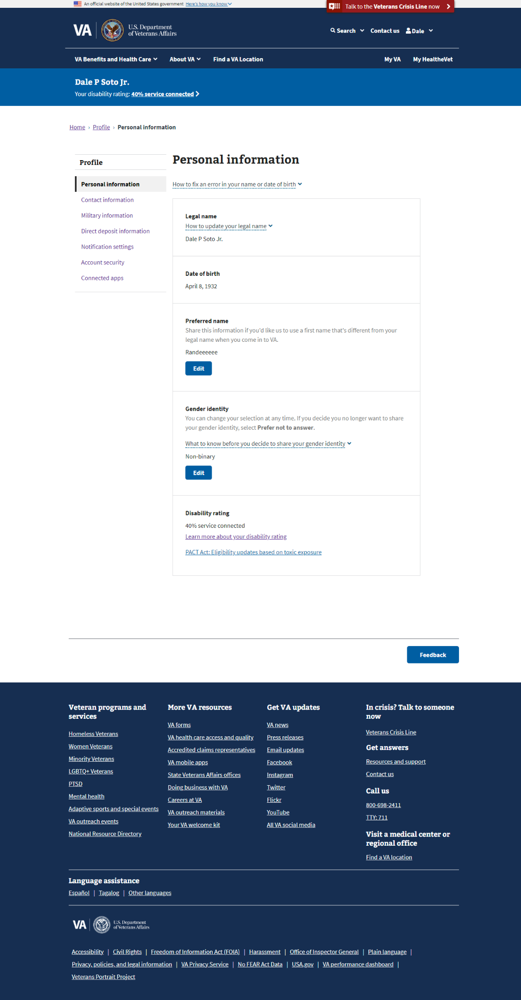 An official website of the United States government Here's how you know
Talk to the Veterans Crisis Line now
VA
U.S. Department
of Veterans Affairs
Search
Contact us
Dale
VA Benefits and Health Care
About VA
Find a VA Location
My VA
My HealtheVet
Dale P Soto Jr.
Your disability rating: 40% service connected
Home › Profile › Personal information
Profile
Personal information
Contact information
Military information
Direct deposit information
Notification settings
Account security
Connected apps
Personal information
How to fix an error in your name or date of birth
Legal name
How to update your legal name
Dale P Soto Jr.
Date of birth
April 8, 1932
Preferred name
Share this information if you'd like us to use a first name that's different from your
legal name when you come in to VA.
Randeeeeee
Edit
Gender identity
You can change your selection at any time. If you decide you no longer want to share
your gender identity, select Prefer not to answer.
What to know before you decide to share your gender identity
Non-binary
Edit
Disability rating
40% service connected
Learn more about your disability rating
PACT Act: Eligibility updates based on toxic exposure
Feedback
Veteran programs and
services
Homeless Veterans
Women Veterans
Minority Veterans
LGBTQ+ Veterans
PTSD
Mental health
Adaptive sports and special events
VA outreach events
National Resource Directory
More VA resources
VA forms
VA health care access and quality
Accredited claims representatives
VA mobile apps
State Veterans Affairs offices
Doing business with VA
Careers at VA
VA outreach materials
Your VA welcome kit
Get VA updates
VA news
Press releases
Email updates
Facebook
Instagram
Twitter
Flickr
YouTube
All VA social media
In crisis? Talk to someone
now
Veterans Crisis Line
Get answers
Resources and support
Contact us
Call us
800-698-2411
TTY: 711
Visit a medical center or
regional office
Find a VA location
Language assistance
Español | Tagalog | Other languages
VA
U.S. Department
of Veterans Affairs
Accessibility | Civil Rights | Freedom of Information Act (FOIA) | Harassment | Office of Inspector General | Plain language |
Privacy, policies, and legal information | VA Privacy Service | No FEAR Act Data | USA.gov | VA performance dashboard |
Veterans Portrait Project